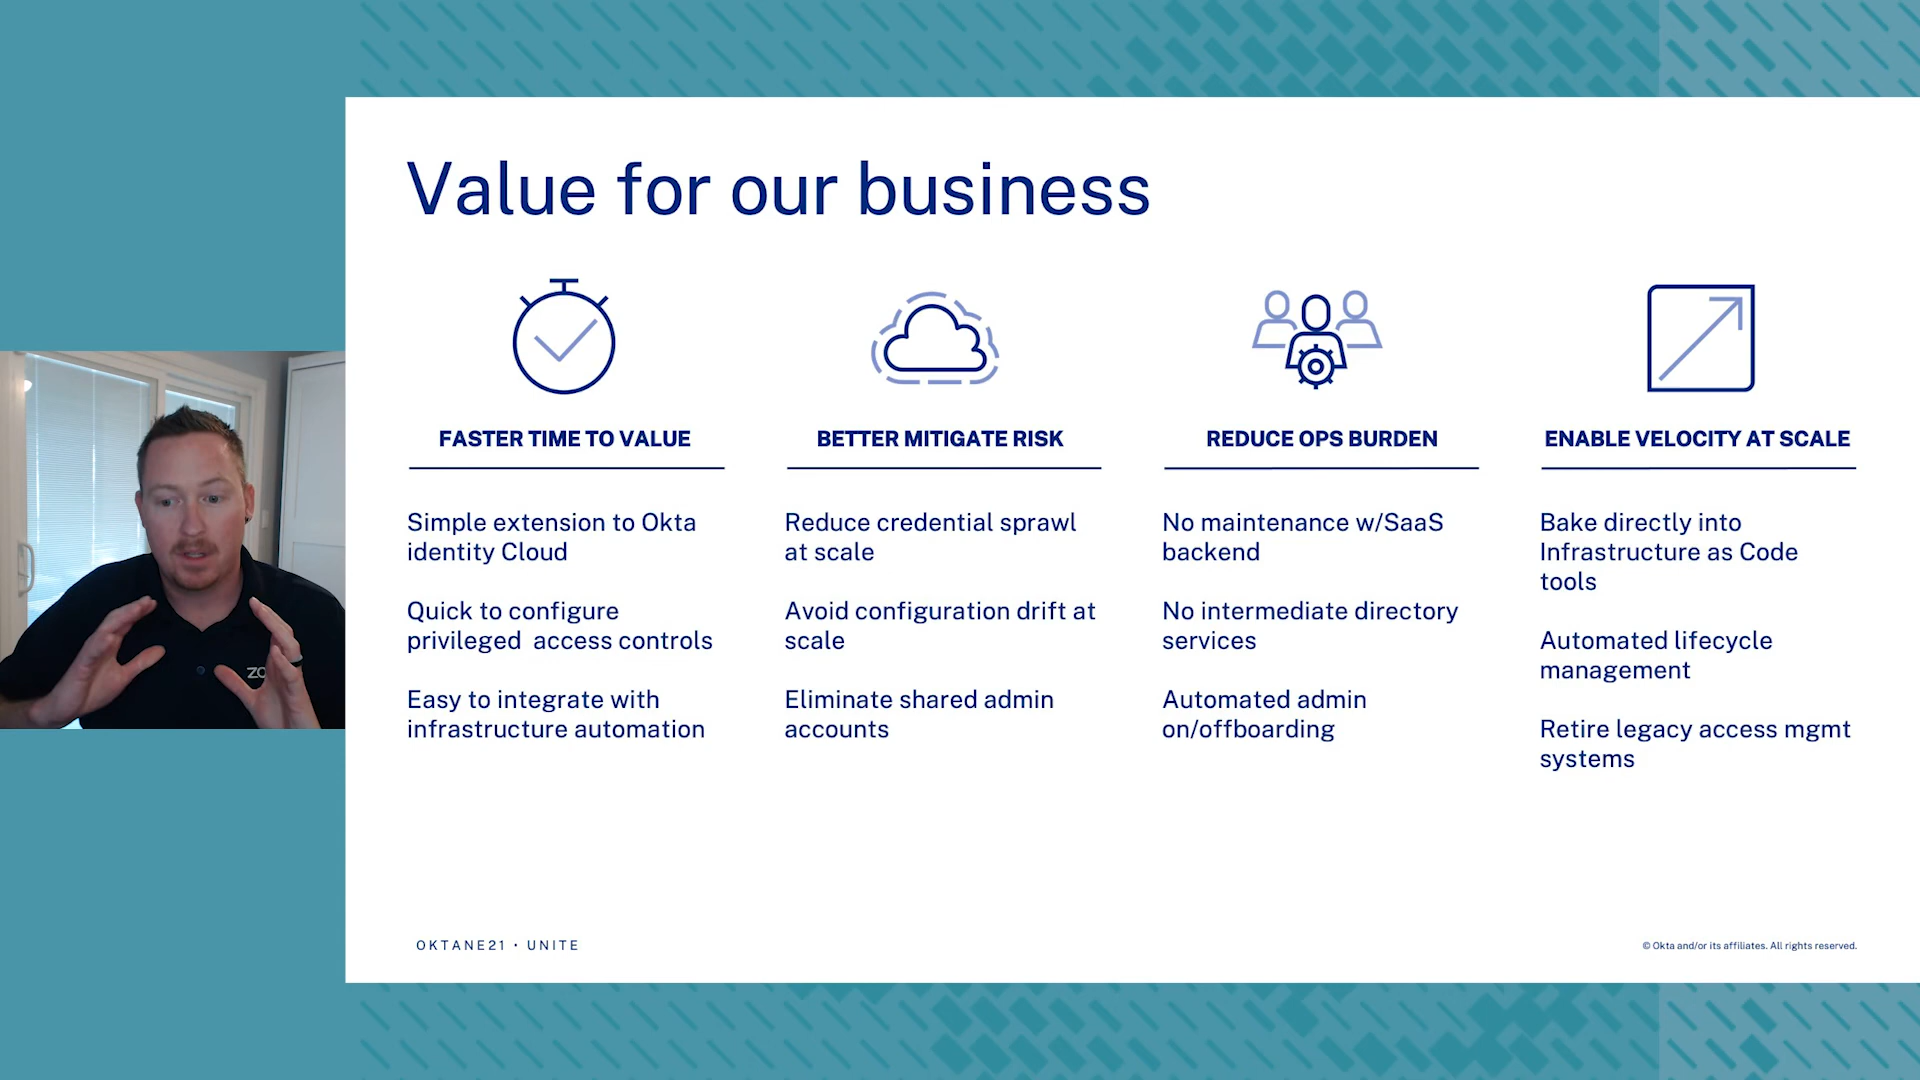 Value for our business
FASTER TIME TO VALUE
Simple extension to Okta
identity Cloud
Quick to configure
privileged  access controls
Easy to integrate with
infrastructure automation
BETTER MITIGATE RISK
Reduce credential sprawl
at scale
Avoid configuration drift at
scale
Eliminate shared admin
accounts
REDUCE OPS BURDEN
No maintenance w/SaaS
backend
No intermediate directory
services
Automated admin
on/offboarding
ENABLE VELOCITY AT SCALE
Bake directly into
Infrastructure as Code
tools
Automated lifecycle
management
Retire legacy access mgmt
systems
OKTANE21 • UNITE
© Okta and/or its affiliates. All rights reserved.